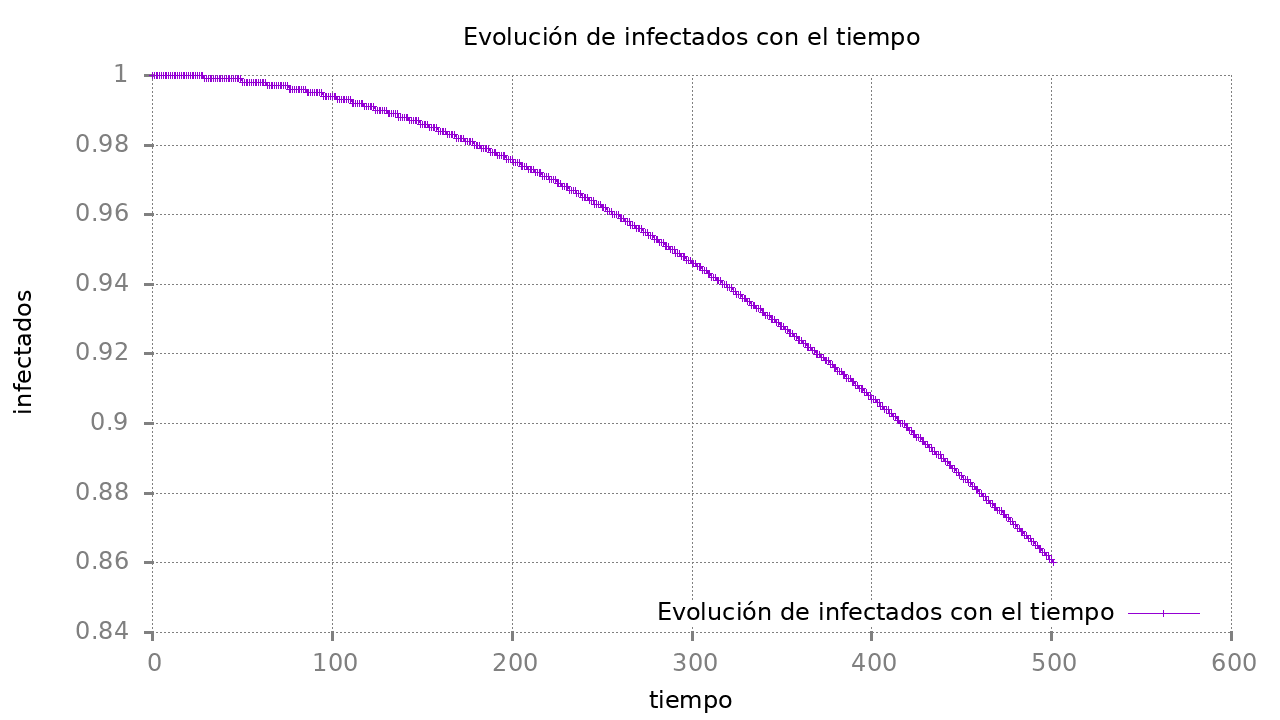 Evolución de infectados con el tiempo
1
0.98
0.96
0.94
0.92
0.9
0.88
0.86
0.84
infectados
Evolución de infectados con el tiempo
0 100 200 300 400 500 600
tiempo